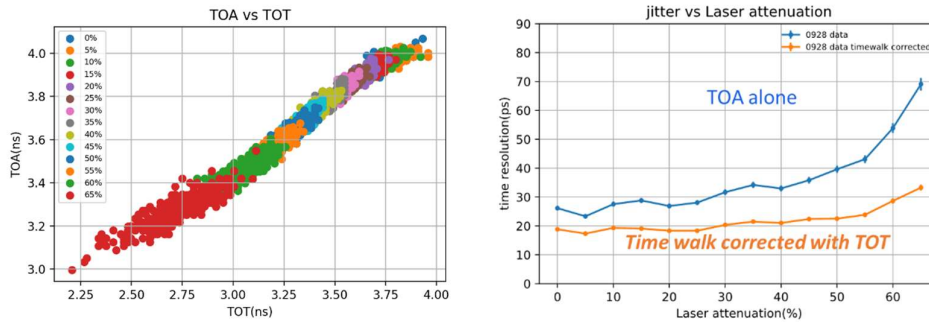 TOA vs TOT
0%
5%
10%
15%
20%
25%
30%
35%
40%
45%
50%
55%
60%
65%
4.0
3.8
3.6
3.4
3.2
3.0
TOA(ns)
2.25 2.50 2.75 3.00 3.25 3.50 3.75 4.00
TOT(ns)
jitter vs Laser attenuation
0928 data
0928 data timewalk corrected
TOA alone
Time walk corrected with TOT
90
80
70
60
50
40
30
20
10
0
time resolution(ps)
0 10 20 30 40 50 60
Laser attenuation(%)